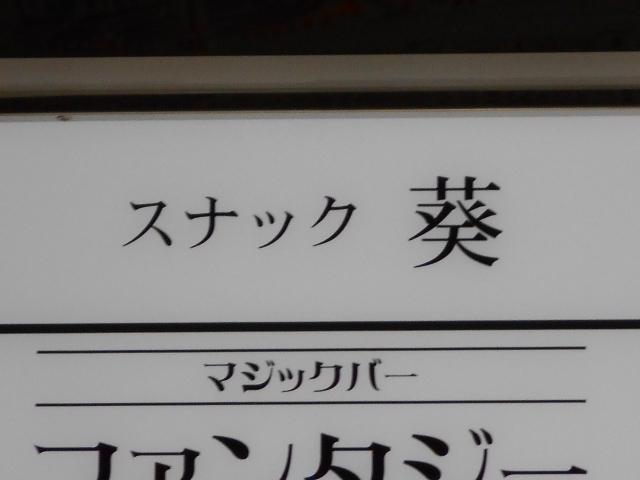 スナック 葵
マジックバー
ファンタジー